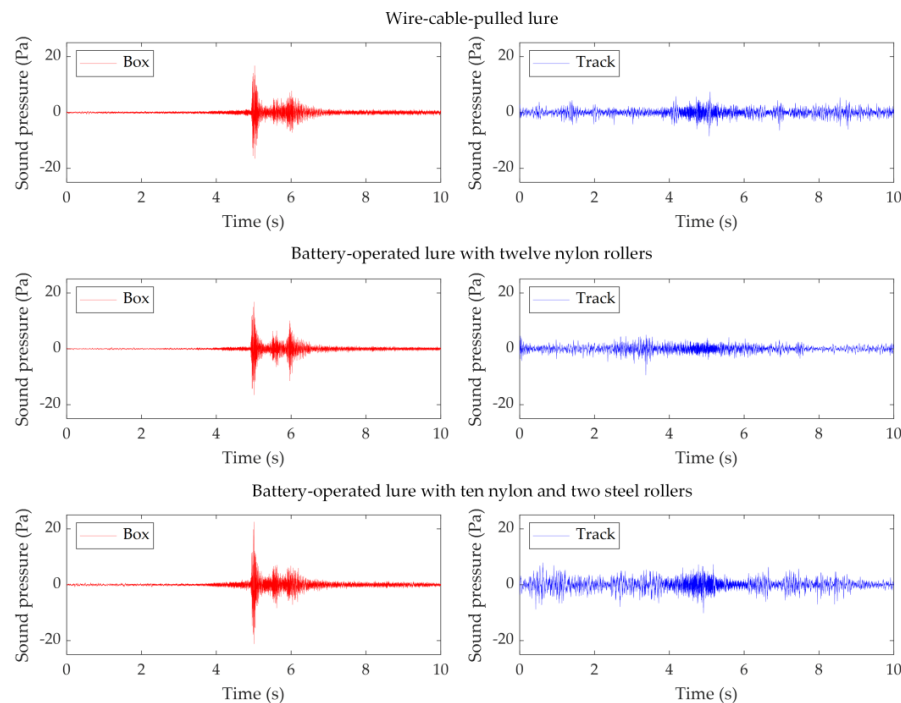 Wire-cable-pulled lure
Sound pressure (Pa)
20
0
-20
Box
0 2 4 6 8 10
Time (s)
Sound pressure (Pa)
20
0
-20
Track
0 2 4 6 8 10
Time (s)
Battery-operated lure with twelve nylon rollers
Sound pressure (Pa)
20
0
-20
Box
0 2 4 6 8 10
Time (s)
Sound pressure (Pa)
20
0
-20
Track
0 2 4 6 8 10
Time (s)
Battery-operated lure with ten nylon and two steel rollers
Sound pressure (Pa)
20
0
-20
Box
0 2 4 6 8 10
Time (s)
Sound pressure (Pa)
20
0
-20
Track
0 2 4 6 8 10
Time (s)